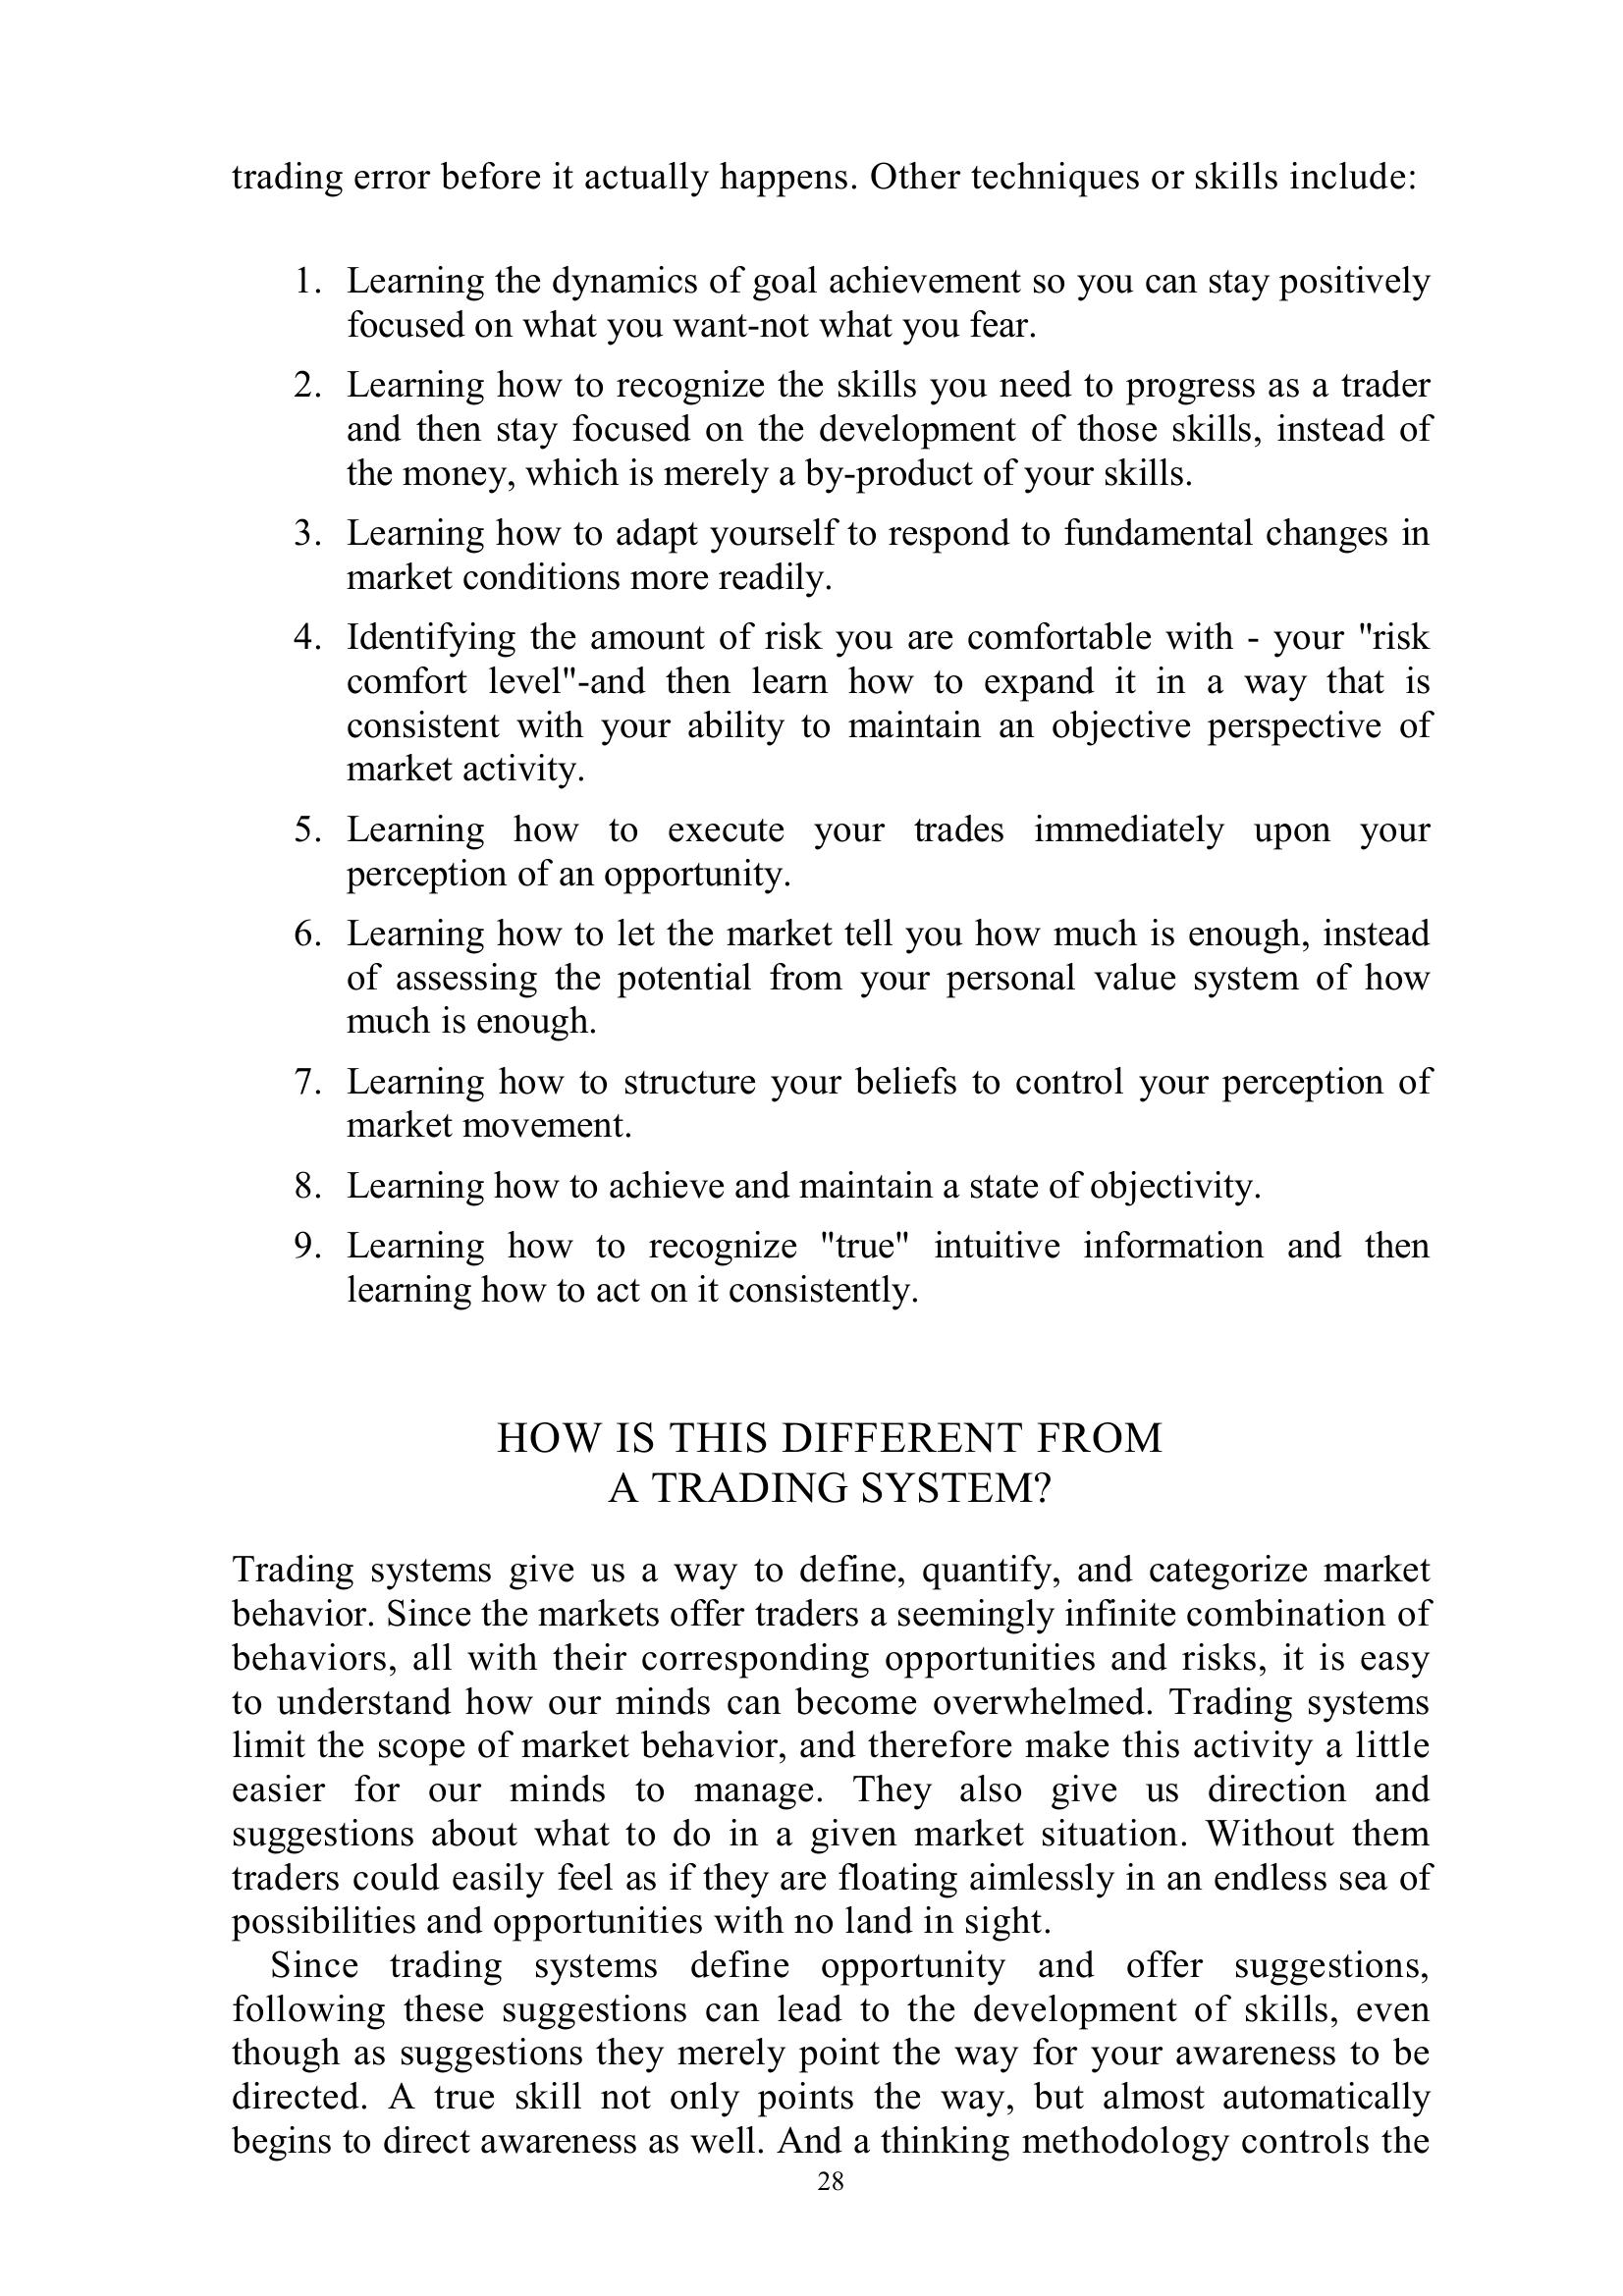 trading error before it actually happens. Other techniques or skills include:
1. Learning the dynamics of goal achievement so you can stay positively
focused on what you want-not what you fear.
2. Learning how to recognize the skills you need to progress as a trader
and then stay focused on the development of those skills, instead of
the money, which is merely a by-product of your skills.
3. Learning how to adapt yourself to respond to fundamental changes in
market conditions more readily.
4. Identifying the amount of risk you are comfortable with - your "risk
comfort level"-and then learn how to expand it in a way that is
consistent with your ability to maintain an objective perspective of
market activity.
5. Learning how to execute your trades immediately upon your
perception of an opportunity.
6. Learning how to let the market tell you how much is enough, instead
of assessing the potential from your personal value system of how
much is enough.
7. Learning how to structure your beliefs to control your perception of
market movement.
8. Learning how to achieve and maintain a state of objectivity.
9. Learning how to recognize "true" intuitive information and then
learning how to act on it consistently.
HOW IS THIS DIFFERENT FROM
A TRADING SYSTEM?
Trading systems give us a way to define, quantify, and categorize market
behavior. Since the markets offer traders a seemingly infinite combination of
behaviors, all with their corresponding opportunities and risks, it is easy
to understand how our minds can become overwhelmed. Trading systems
limit the scope of market behavior, and therefore make this activity a little
easier for our minds to manage. They also give us direction and
suggestions about what to do in a given market situation. Without them
traders could easily feel as if they are floating aimlessly in an endless sea of
possibilities and opportunities with no land in sight.
Since trading systems define opportunity and offer suggestions,
following these suggestions can lead to the development of skills, even
though as suggestions they merely point the way for your awareness to be
directed. A true skill not only points the way, but almost automatically
begins to direct awareness as well. And a thinking methodology controls the
28